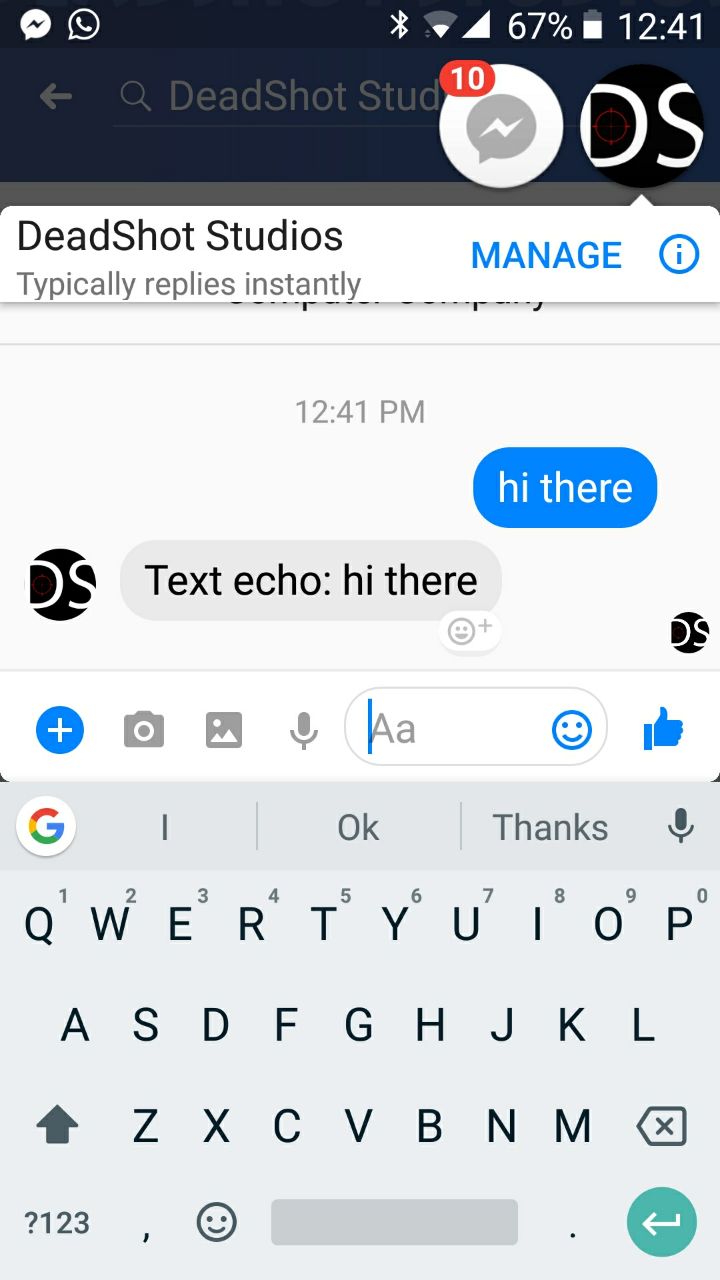 67% 12:41
DeadShot Stud
10
DS
DeadShot Studios
MANAGE
Typically replies instantly
Computer Company
12:41 PM
hi there
DS
Text echo: hi there
DS
Aa
G
I Ok Thanks
1 2 3 4 5 6 7 8 9 0
Q W E R T Y U I O P
A S D F G H J K L
Z X C V B N M
?123 , .